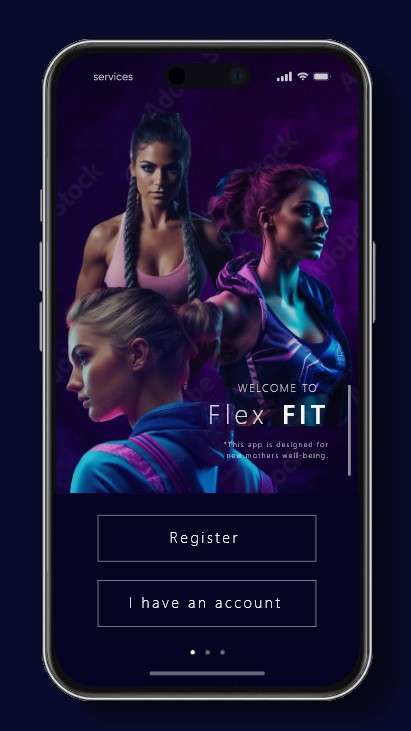 services
WELCOME TO
Flex FIT
"This app is designed for
new mothers well-being.
Register
I have an account